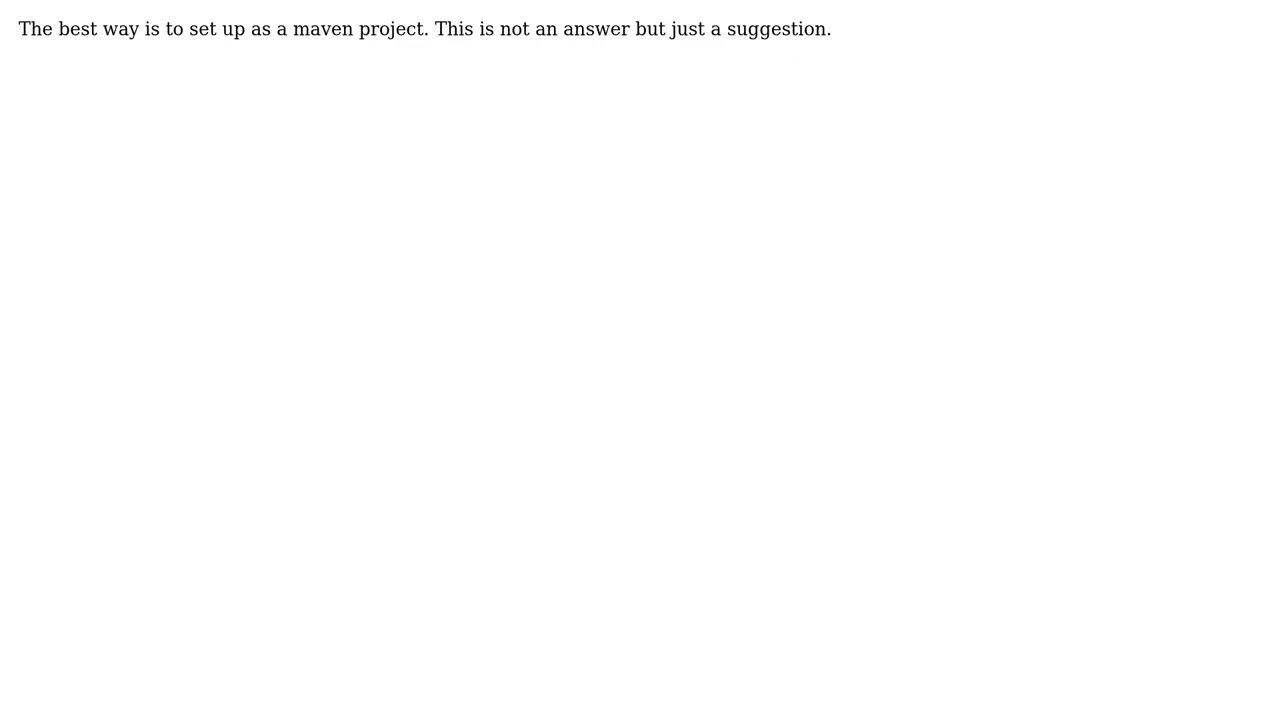 The best way is to set up as a maven project. This is not an answer but just a suggestion.